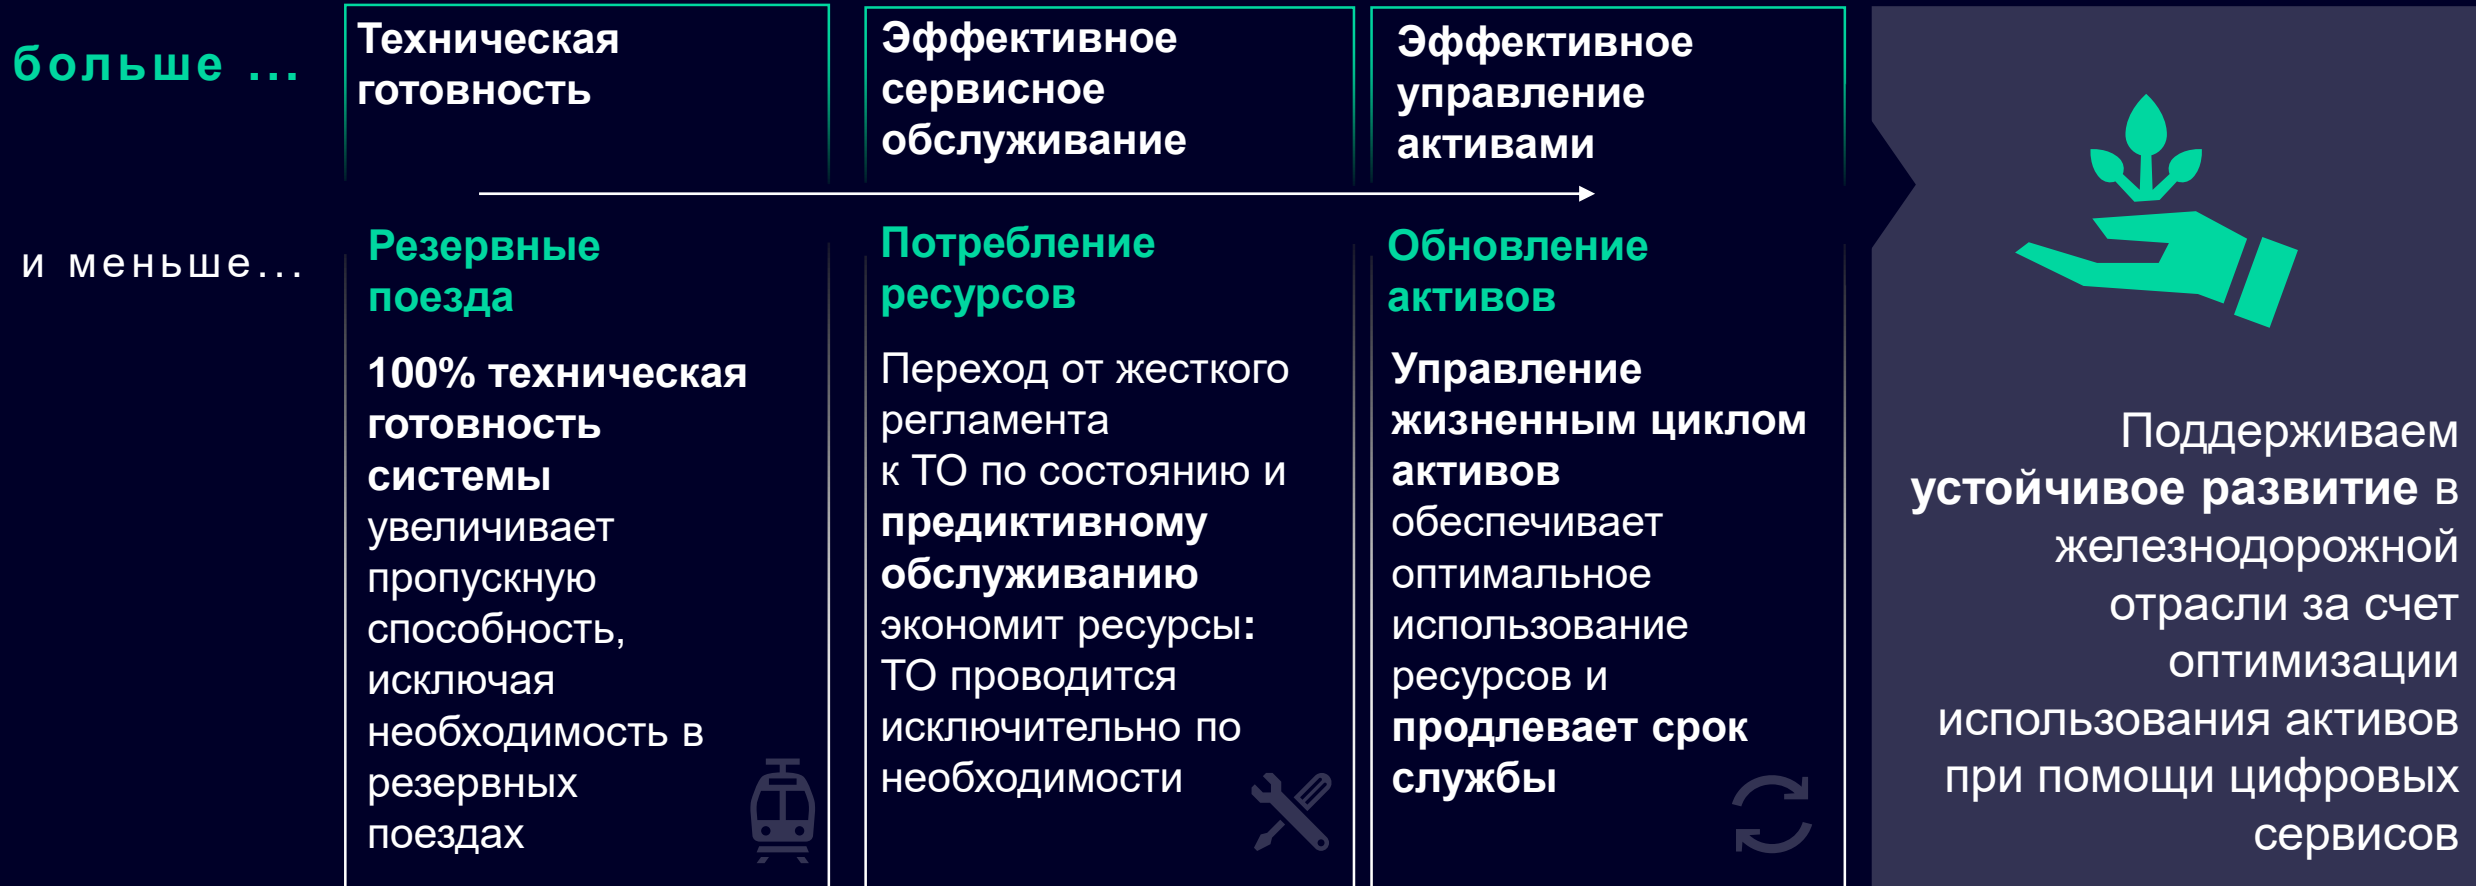 больше ...
Техническая
готовность
Эффективное
сервисное
обслуживание
Эффективное
управление
активами
и меньше...
Резервные
поезда
100% техническая
готовность
системы
увеличивает
пропускную
способность,
исключая
необходимость в
резервных
поездах
Потребление
ресурсов
Переход от жесткого
регламента
к ТО по состоянию и
предиктивному
обслуживанию
экономит ресурсы:
ТО проводится
исключительно по
необходимости
Обновление
активов
Управление
жизненным циклом
активов
обеспечивает
оптимальное
использование
ресурсов и
продлевает срок
службы
Поддерживаем
устойчивое развитие в
железнодорожной
отрасли за счет
оптимизации
использования активов
при помощи цифровых
сервисов